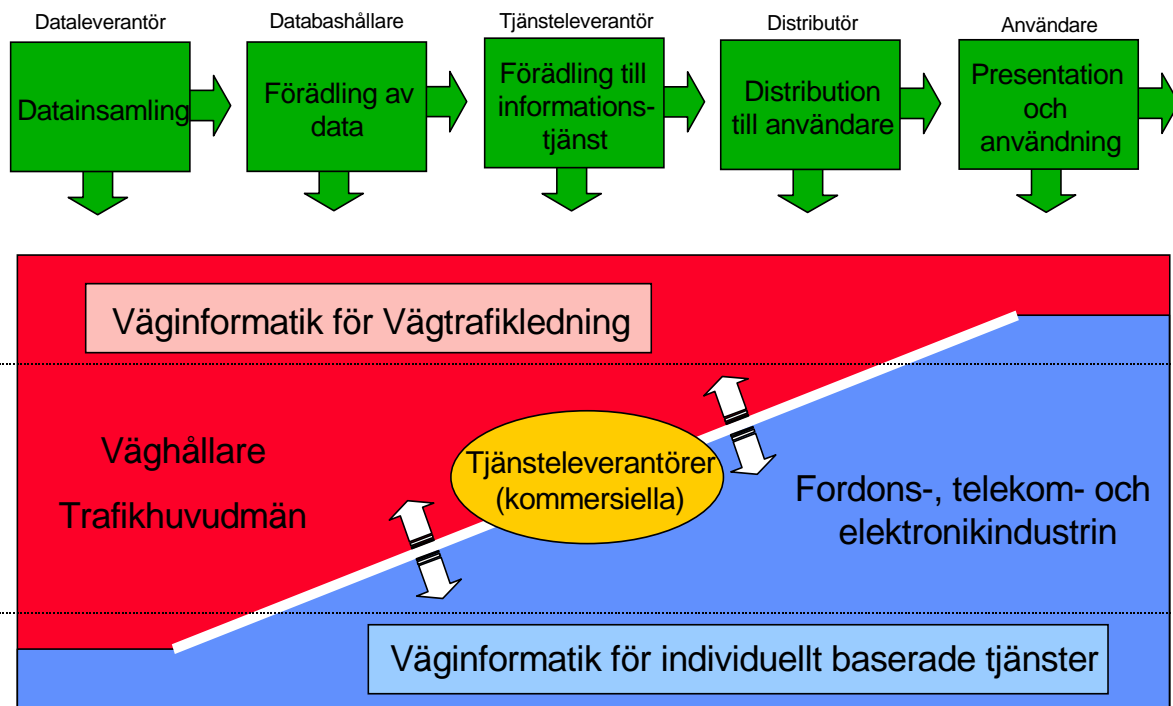 Dataleverantör
Databashållare
Tjänsteleverantör
Distributör
Användare
Datainsamling
Förädling av
data
Förädling till
informations-
tjänst
Distribution
till användare
Presentation
och
användning
Väginformatik för Vägtrafikledning
Väghållare
Trafikhuvudmän
Tjänsteleverantörer
(kommersiella)
Fordons-, telekom- och
elektronikindustrin
Väginformatik för individuellt baserade tjänster